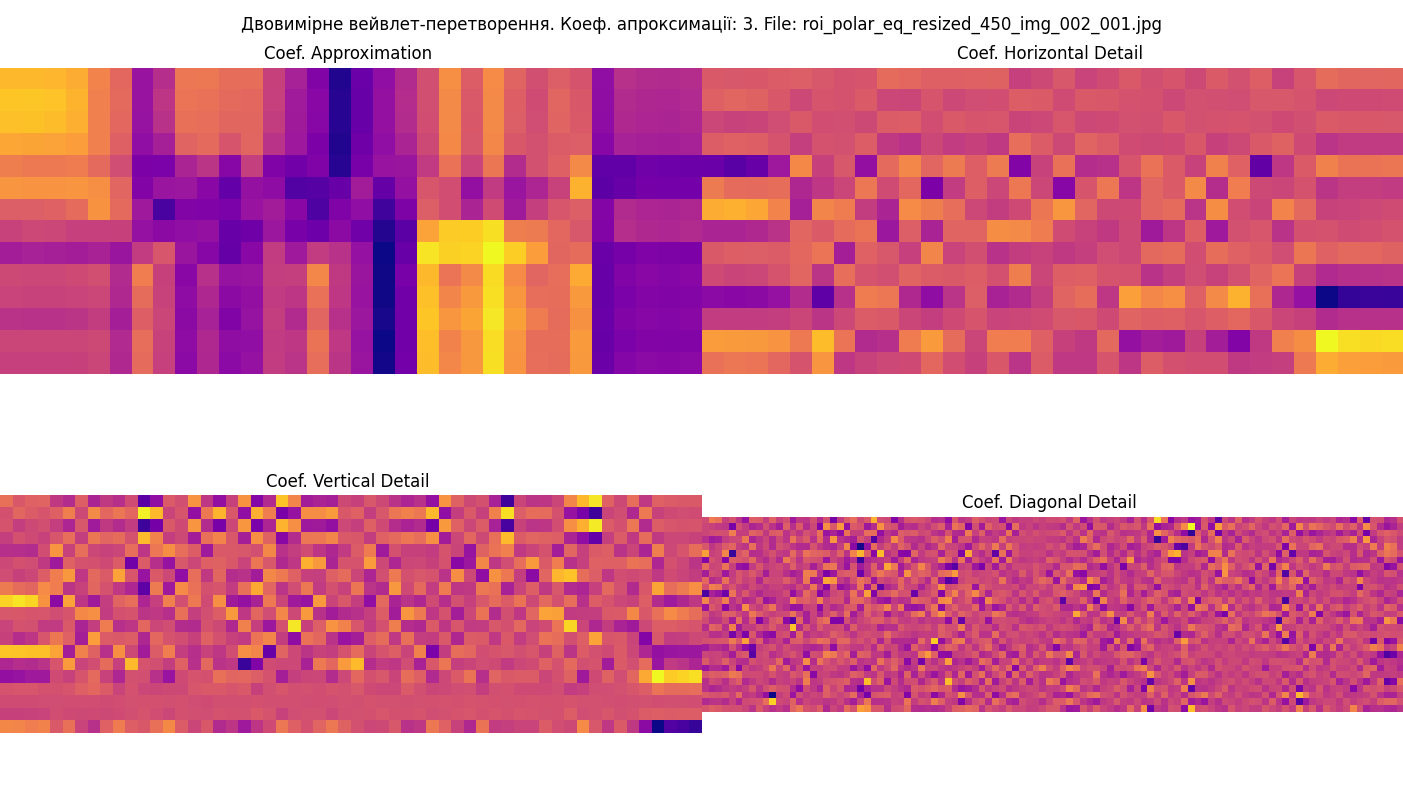 Двовимірне вейвлет-перетворення. Коеф. апроксимації: 3. File: roi_polar_eq_resized_450_img_002_001.jpg
Coef. Approximation
Coef. Horizontal Detail
Coef. Vertical Detail
Coef. Diagonal Detail